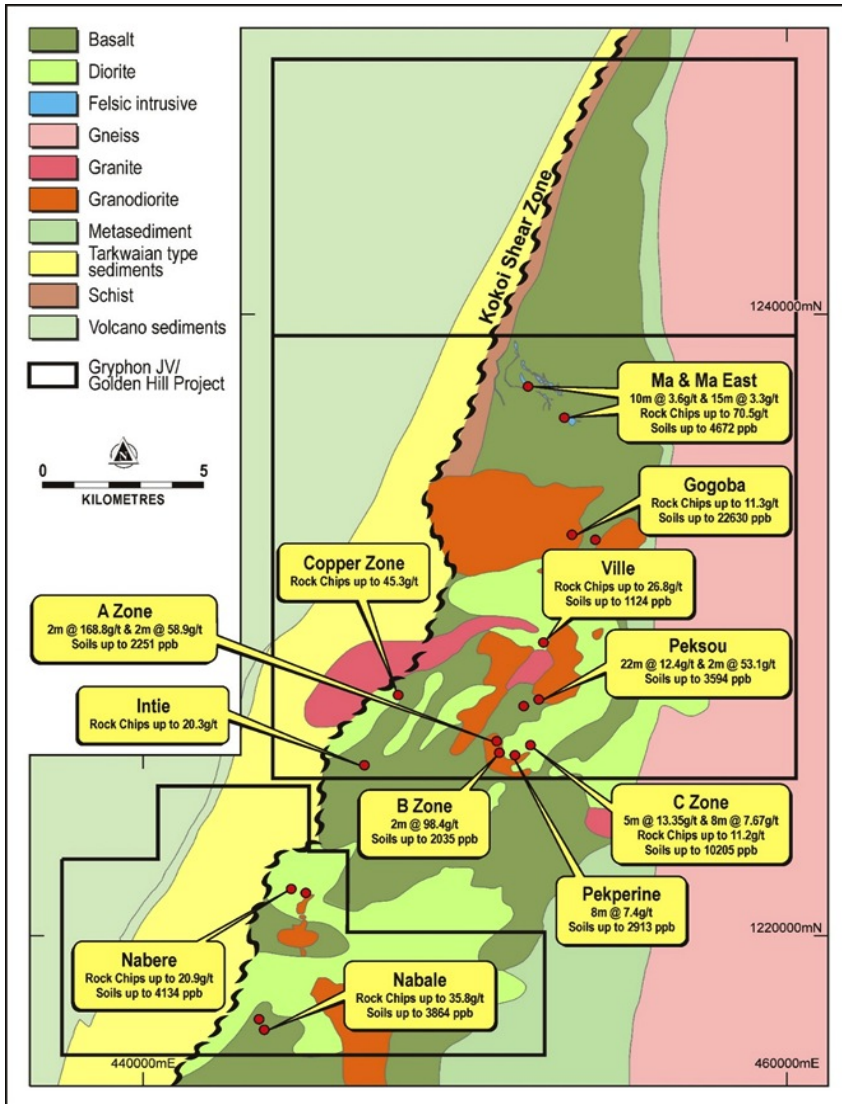 Basalt
Diorite
Felsic intrusive
Gneiss
Granite
Granodiorite
Metasediment
Tarkwaian type
sediments
Schist
Volcano sediments
Gryphon JV/
Golden Hill Project
N
0
5
KILOMETRES
Kokoi Shear Zone
1240000mN
Ma & Ma East
10m @ 3.6g/t & 15m @ 3.3g/t
Rock Chips up to 70.5g/t
Soils up to 4672 ppb
Gogoba
Rock Chips up to 11.3g/t
Soils up to 22630 ppb
Copper Zone
Rock Chips up to 45.3g/t
Ville
Rock Chips up to 26.8g/t
Soils up to 1124 ppb
A Zone
2m @ 168.8g/t & 2m @ 58.9g/t
Soils up to 2251 ppb
Peksou
22m @ 12.4g/t & 2m @ 53.1g/t
Soils up to 3594 ppb
Intie
Rock Chips up to 20.3g/t
B Zone
2m @ 98.4g/t
Soils up to 2035 ppb
C Zone
5m @ 13.35g/t & 8m @ 7.67g/t
Rock Chips up to 11.2g/t
Soils up to 10205 ppb
Pekperine
8m @ 7.4g/t
Soils up to 2913 ppb
1220000mN
Nabere
Rock Chips up to 20.9g/t
Soils up to 4134 ppb
Nabale
Rock Chips up to 35.8g/t
Soils up to 3864 ppb
440000mE
460000mE